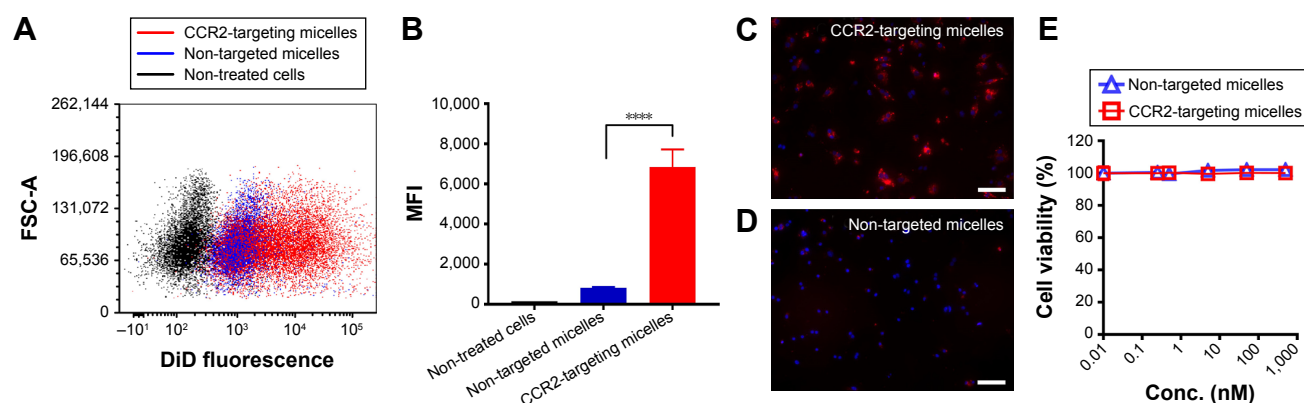 A
CCR2-targeting micelles
Non-targeted micelles
Non-treated cells
262,144
196,608
131,072
65,536
0
FSC-A
–10¹ 10² 10³ 10⁴ 10⁵
DiD fluorescence
B
10,000
8,000
6,000
4,000
2,000
0
MFI
****
Non-treated cells
Non-targeted micelles
CCR2-targeting micelles
C
CCR2-targeting micelles
D
Non-targeted micelles
E
Non-targeted micelles
CCR2-targeting micelles
120
100
80
60
40
20
0
Cell viability (%)
0.01 0.1 1 10 100 1,000
Conc. (nM)